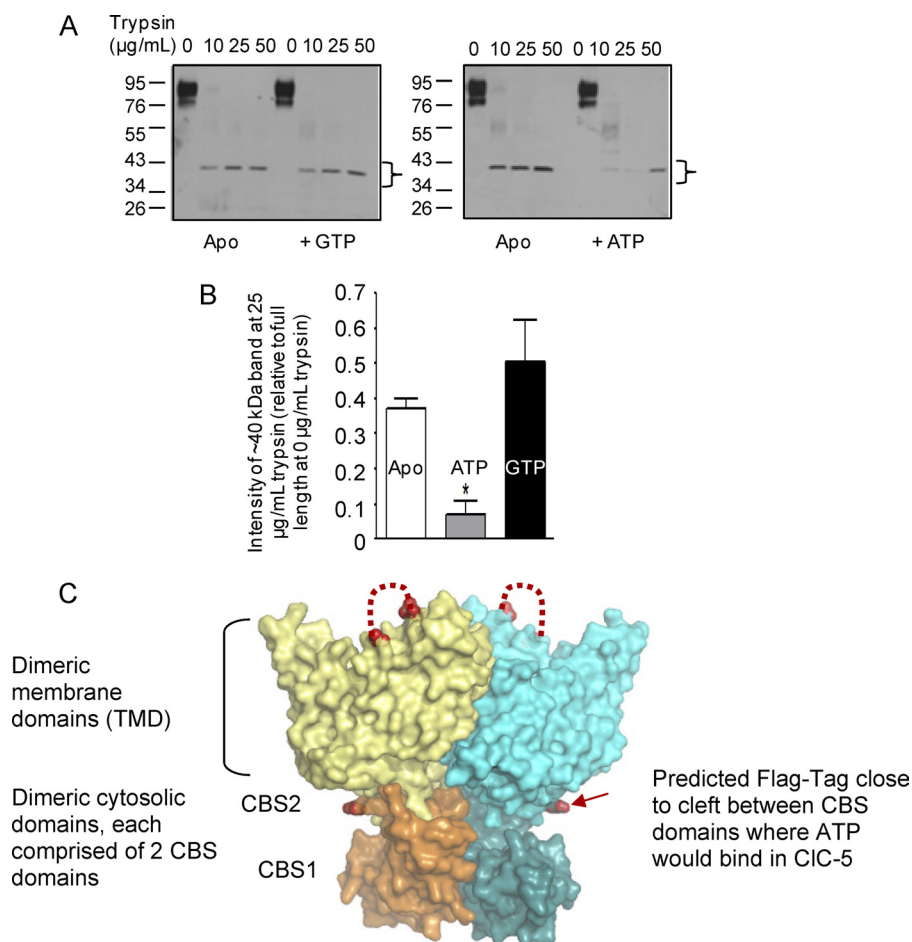 A
Trypsin
(µg/mL) 0 10 25 50 0 10 25 50
0 10 25 50 0 10 25 50
95
76
55
43
34
26
95
76
55
43
34
26
Apo + GTP
Apo + ATP
B
Intensity of ~40 kDa band at 25
µg/mL trypsin (relative to full
length at 0 µg/mL trypsin)
0.7
0.6
0.5
0.4
0.3
0.2
0.1
0
Apo
ATP
*
GTP
C
Dimeric
membrane
domains (TMD)
Dimeric cytosolic
domains, each
comprised of 2 CBS
domains
CBS2
CBS1
Predicted Flag-Tag close
to cleft between CBS
domains where ATP
would bind in ClC-5